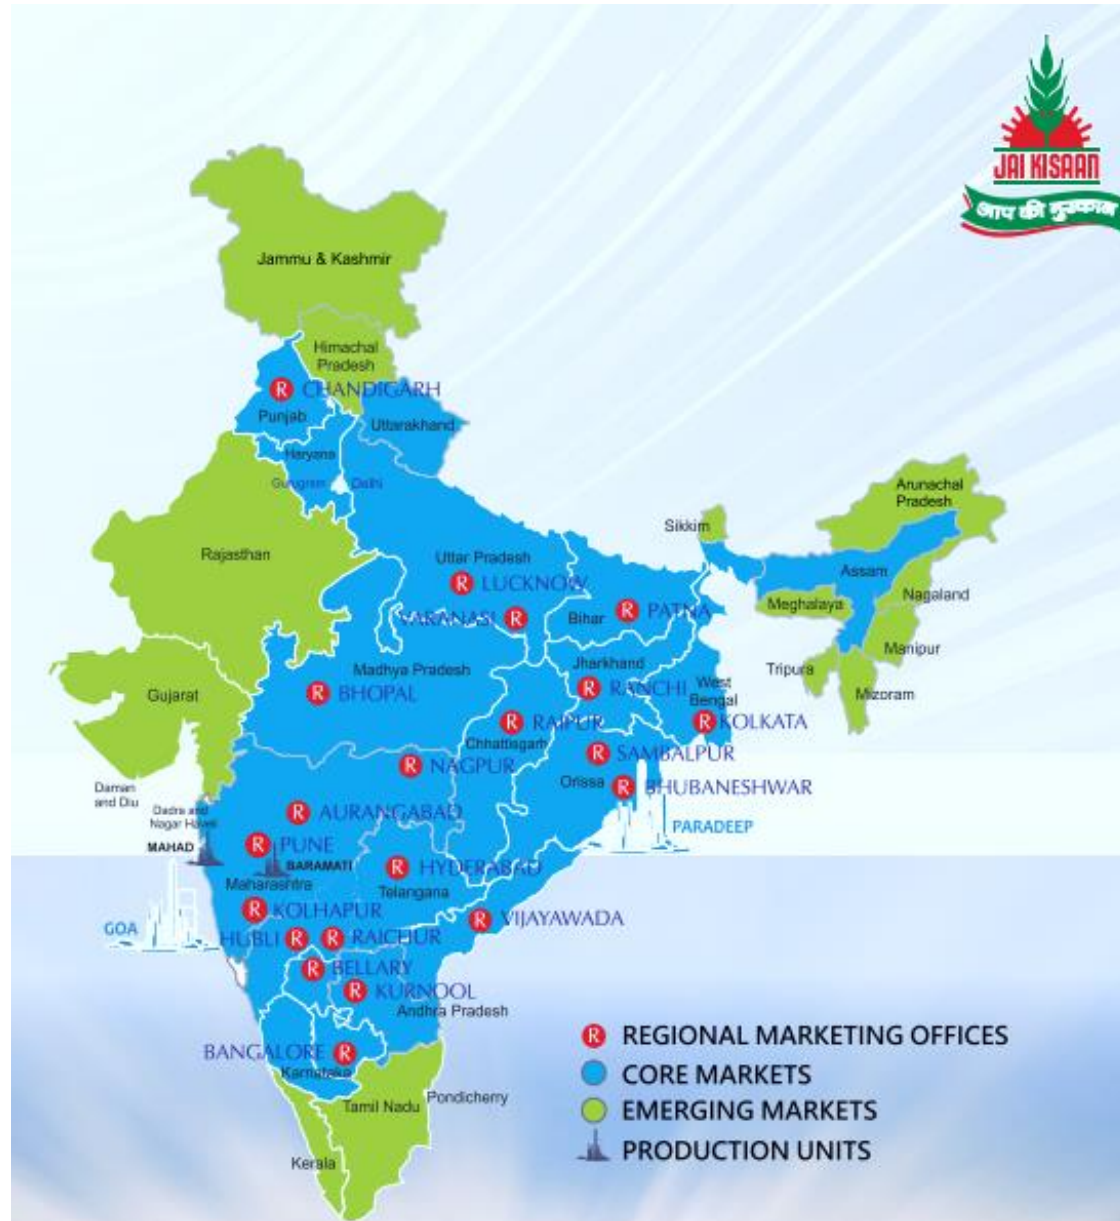 JAI KISAAN
आप की मुस्कान
Jammu & Kashmir
Himachal
Pradesh
CHANDIGARH
Punjab
Uttarakhand
Haryana
Gurugram
Delhi
Arunachal
Pradesh
Sikkim
Rajasthan
Uttar Pradesh
Assam
LUCKNOW
Nagaland
Meghalaya
VARANASI
Bihar
PATNA
Manipur
Madhya Pradesh
Jharkhand
Tripura
Gujarat
BHOPAL
RANCHI
West
Bengal
Mizoram
RAIPUR
KOLKATA
Chhattisgarh
SAMBALPUR
NAGPUR
Orissa
BHUBANESHWAR
Daman
and Diu
Dadra and
Nagar Haveli
AURANGABAD
PARADEEP
MAHAD
PUNE
BARAMATI
HYDERABAD
Maharashtra
Telangana
KOLHAPUR
VIJAYAWADA
GOA
HUBLI
RAICHUR
BELLARY
KURNOOL
Andhra Pradesh
BANGALORE
Karnataka
Tamil Nadu
Pondicherry
Kerala
R REGIONAL MARKETING OFFICES
CORE MARKETS
EMERGING MARKETS
PRODUCTION UNITS